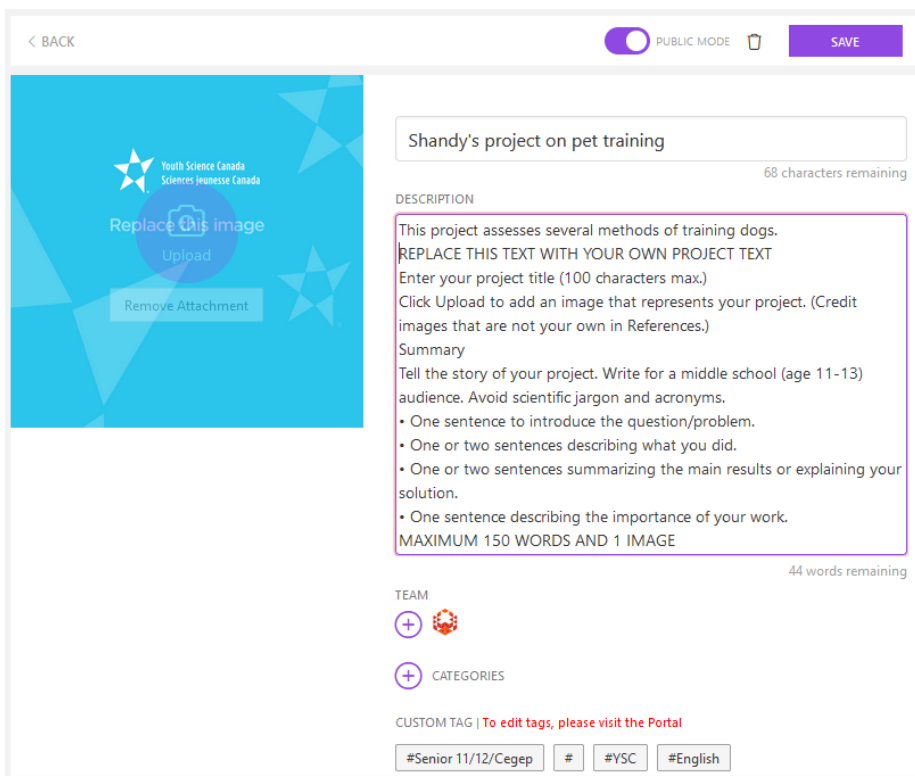 < BACK
PUBLIC MODE
SAVE
Youth Science Canada
Sciences jeunesse Canada
Replace this image
Upload
Remove Attachment
Shandy's project on pet training
68 characters remaining
DESCRIPTION
This project assesses several methods of training dogs.
REPLACE THIS TEXT WITH YOUR OWN PROJECT TEXT
Enter your project title (100 characters max.)
Click Upload to add an image that represents your project. (Credit
images that are not your own in References.)
Summary
Tell the story of your project. Write for a middle school (age 11-13)
audience. Avoid scientific jargon and acronyms.
• One sentence to introduce the question/problem.
• One or two sentences describing what you did.
• One or two sentences summarizing the main results or explaining your
solution.
• One sentence describing the importance of your work.
MAXIMUM 150 WORDS AND 1 IMAGE
44 words remaining
TEAM
CATEGORIES
CUSTOM TAG | To edit tags, please visit the Portal
#Senior 11/12/Cegep # #YSC #English